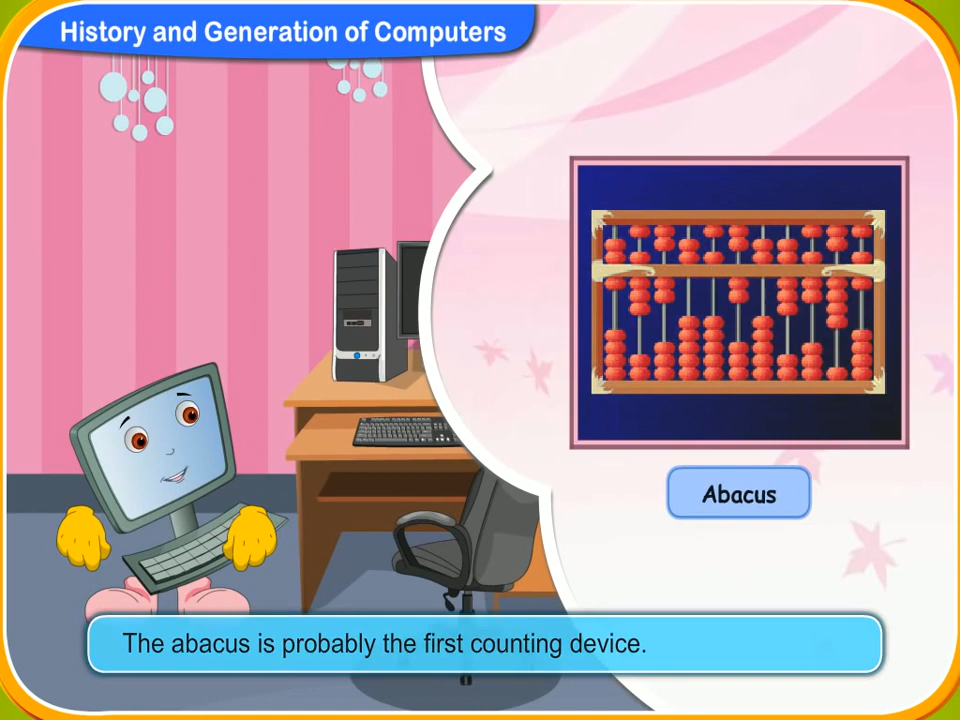 History and Generation of Computers
Abacus
The abacus is probably the first counting device.